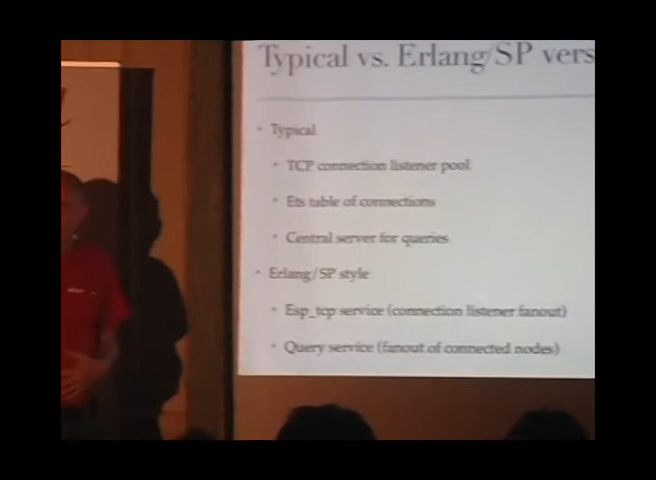 Typical vs. Erlang/SP vers
Typical
TCP connection listener pool
Ets table of connections
Central server for queries
Erlang/SP style
Esp_tcp service (connection listener fanout)
Query service (fanout of connected nodes)